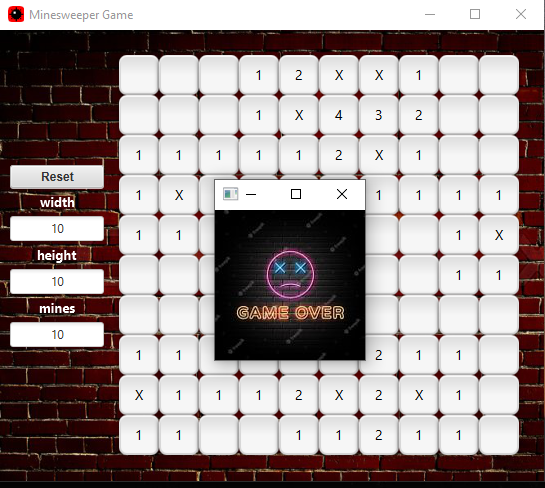 Minesweeper Game
1 2 X X 1
1 X 4 3 2
1 1 1 1 1 2 X 1
Reset
width
1 X 1 1 1 1
10
1 1 1 X
height
10
1 1
mines
10
GAME OVER
1 1 2 1 1
X 1 1 1 2 X 2 X 1
1 1 1 1 2 1 1